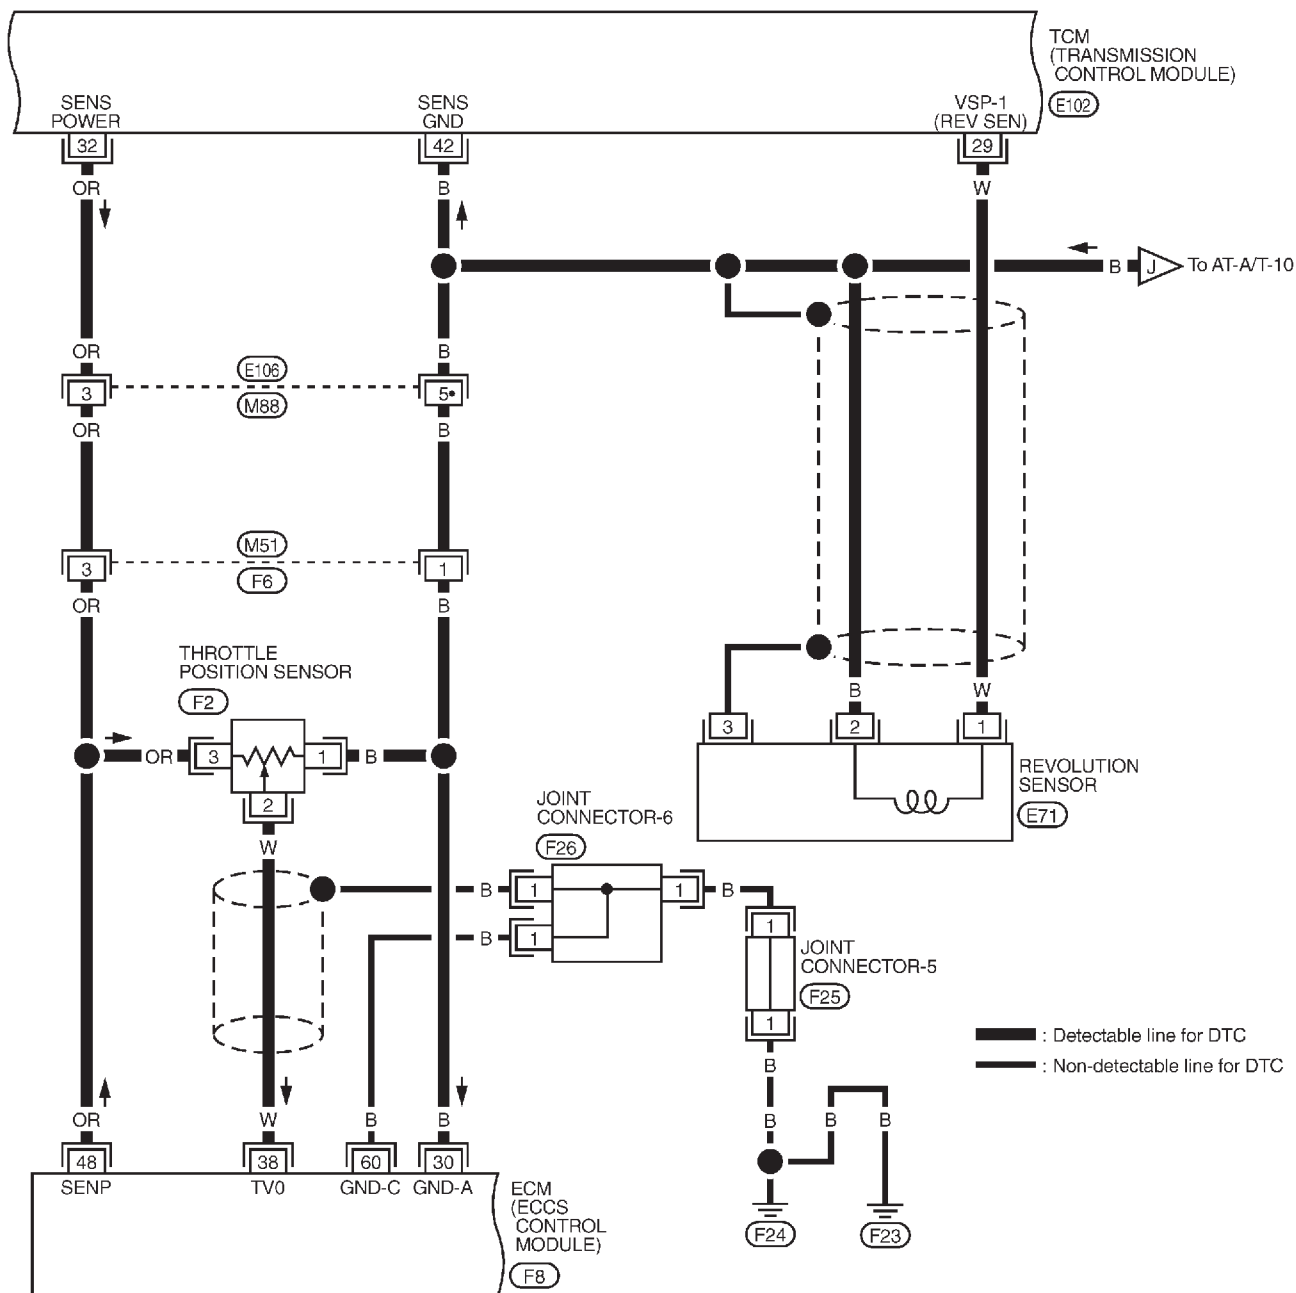 TCM
(TRANSMISSION
CONTROL MODULE)
E102
SENS
POWER
SENS
GND
VSP-1
(REV SEN)
32
42
29
OR
B
W
B
J
To AT-A/T-10
OR
B
E106
3
5•
M88
OR
B
M51
3
1
F6
OR
B
THROTTLE
POSITION SENSOR
F2
B
W
3
2
1
OR
3
1
B
2
REVOLUTION
SENSOR
E71
W
JOINT
CONNECTOR-6
F26
B
1
1
B
B
1
1
JOINT
CONNECTOR-5
F25
1
: Detectable line for DTC
: Non-detectable line for DTC
B
OR
W
B
B
B
B
B
48
38
60
30
SENP
TV0
GND-C
GND-A
ECM
(ECCS
CONTROL
MODULE)
F8
F24
F23